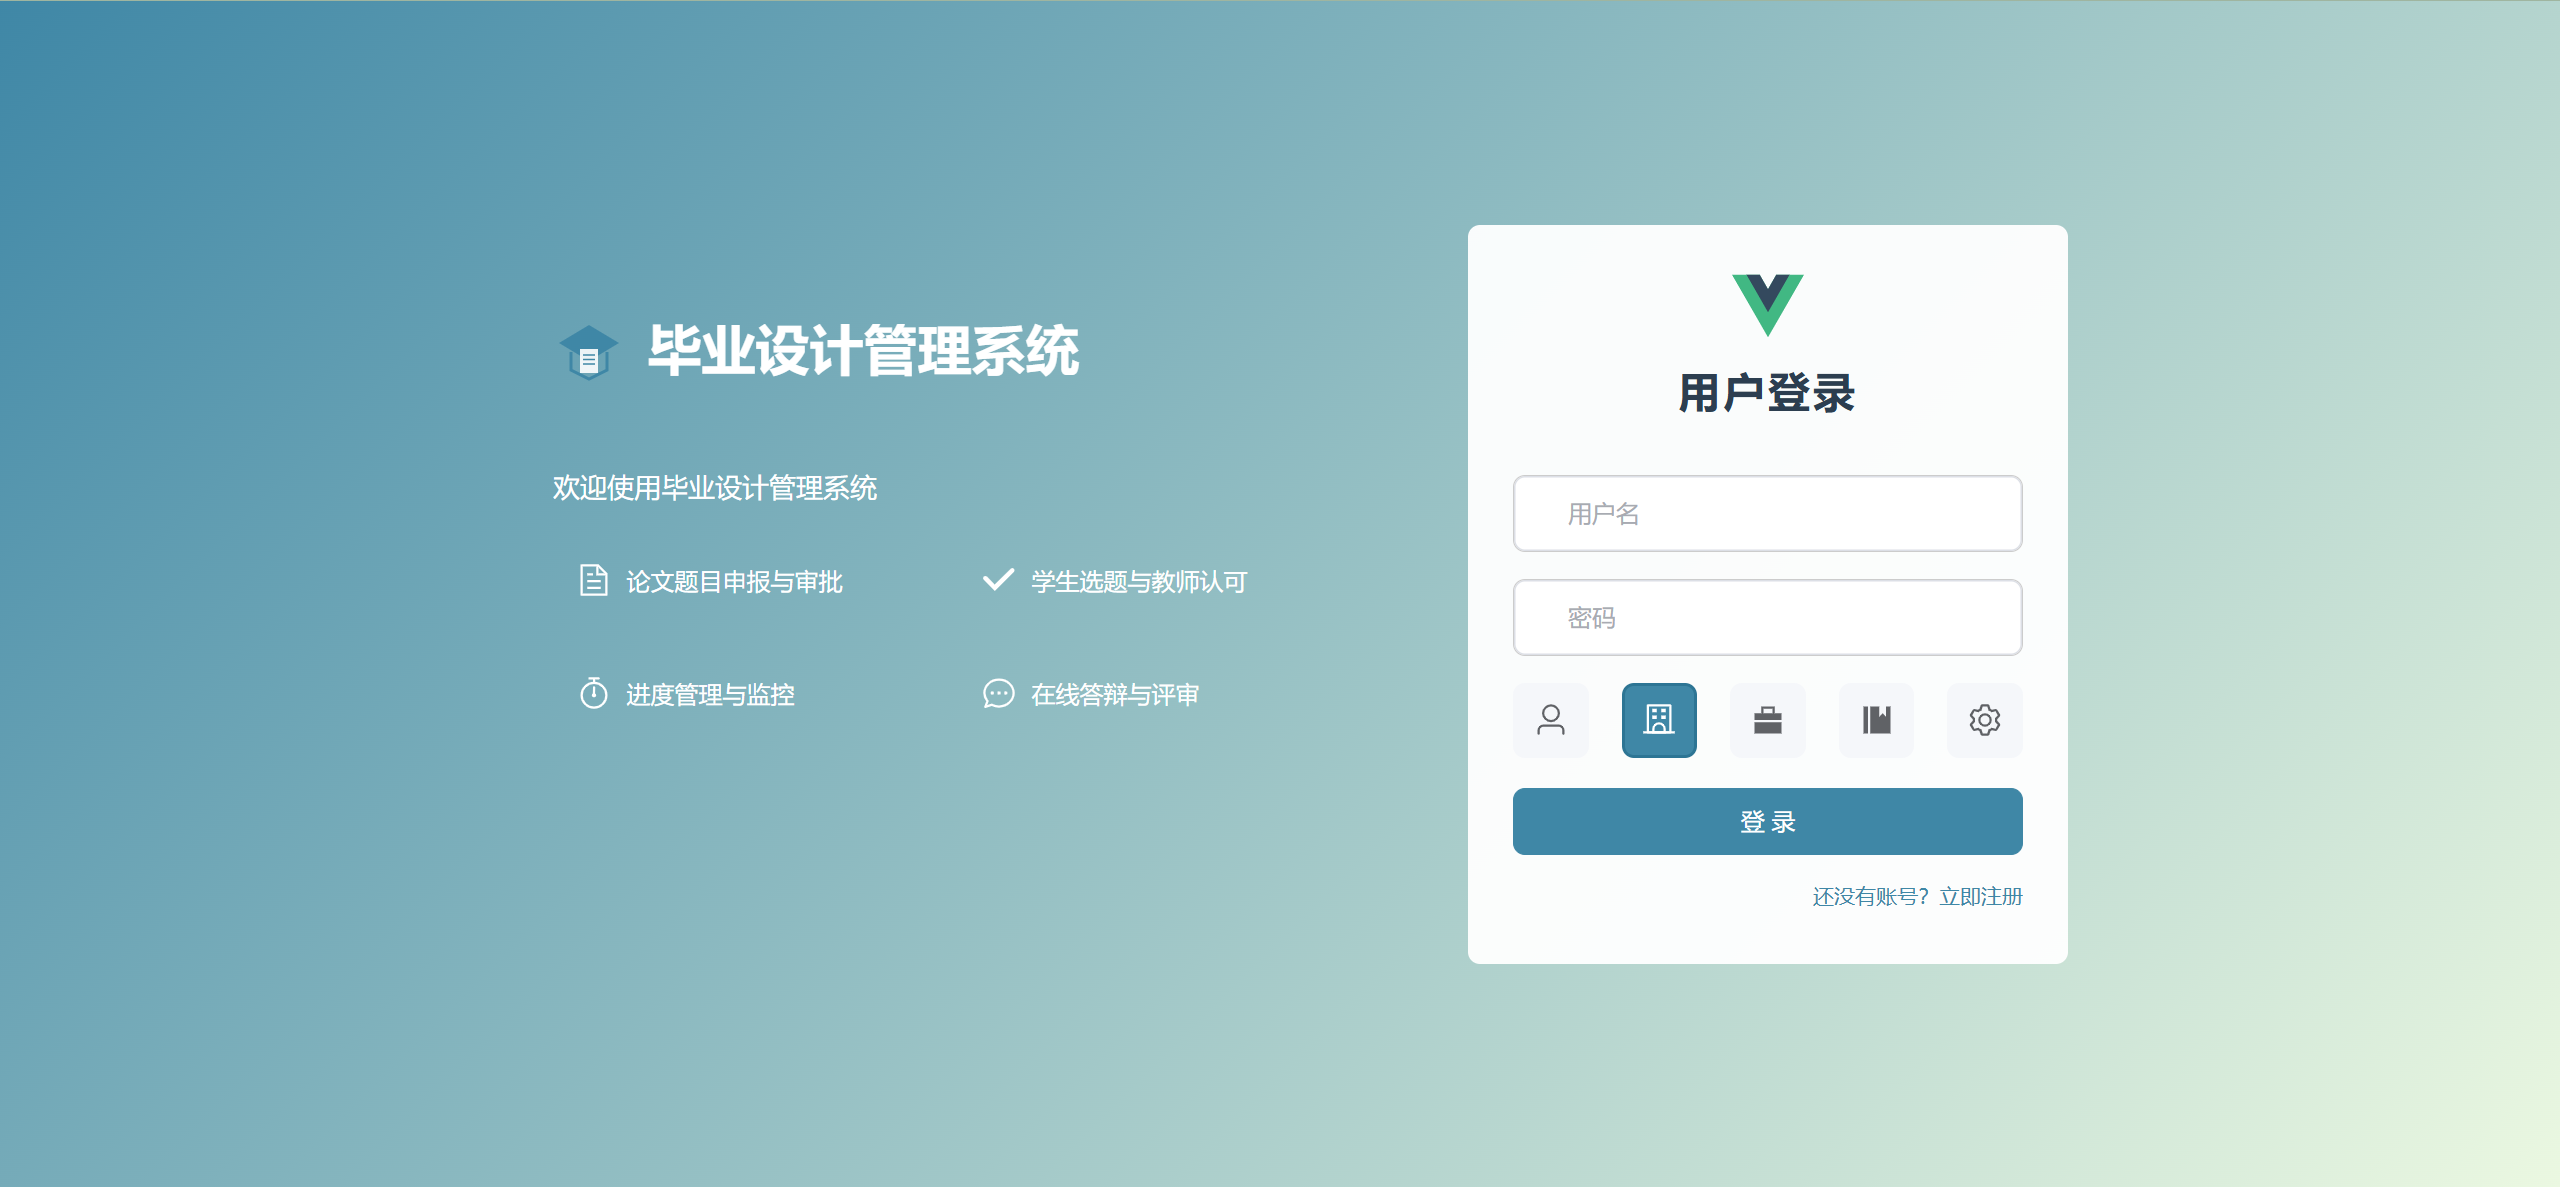 毕业设计管理系统
欢迎使用毕业设计管理系统
论文题目申报与审批
学生选题与教师认可
进度管理与监控
在线答辩与评审
用户登录
用户名
密码
登 录
还没有账号？立即注册